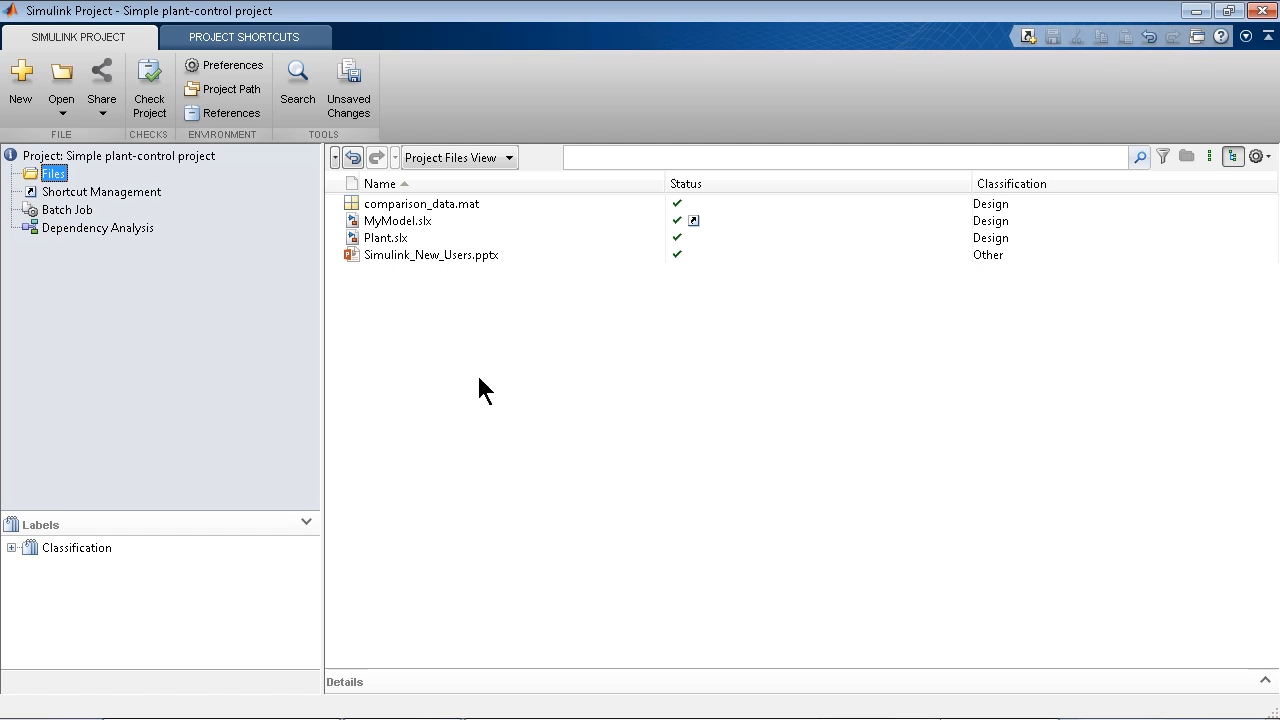 Simulink Project - Simple plant-control project
SIMULINK PROJECT
PROJECT SHORTCUTS
New
Open
Share
Check
Project
Preferences
Project Path
References
Search
Unsaved
Changes
FILE
CHECKS
ENVIRONMENT
TOOLS
Project: Simple plant-control project
Files
Shortcut Management
Batch Job
Dependency Analysis
Labels
Classification
Project Files View
Name Status Classification
comparison_data.mat Design
MyModel.slx Design
Plant.slx Design
Simulink_New_Users.pptx Other
Details